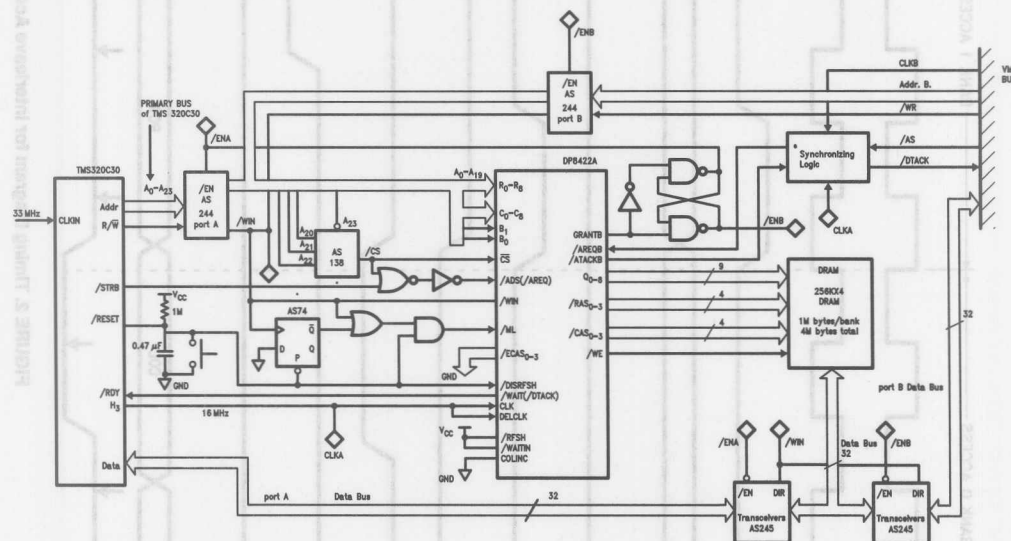 /ENB
CLKB
VM
BU
/EN
AS
244
port B
Addr. B.
/WR
PRIMARY BUS
of TMS 320C30
/ENA
DP8422A
* Synchronizing
Logic
/AS
/DTACK
TMS320C30
A0-A23
A0-A19
R0-R8
33 MHz
CLKIN
Addr
R/W̅
/EN
AS
244
port A
/WIN
A23
C0-C8
B1
B0
CLKA
A20
A21
A22
AS
138
/CS
C̅S̅
GRANTB
/ENB
/AREQB
/ATACKB
/ADS(/AREQ)
Q0-8
9
DRAM
256KX4
DRAM
1M bytes/bank
4M bytes total
/STRB
VCC
1M
/WIN
/RAS0-3
4
/RESET
AS74
Q̅
D Q
P
/ML
/CAS0-3
4
32
0.47 µF
GND
/ECAS0-3
GND
/WE
/RDY
/DISRFSH
/WAIT(/DTACK)
port B Data Bus
H3
16 MHz
CLK
DELCLK
CLKA
VCC
/RFSH
/WAITIN
COLINC
GND
/ENA
/WIN
/ENB
Data Bus
32
Data
port A Data Bus
32
/EN DIR
Transceivers
AS245
/EN DIR
Transceivers
AS245